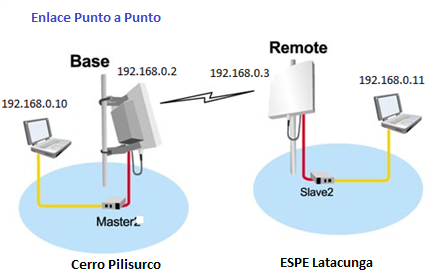 Enlace Punto a Punto
Base
Remote
192.168.0.2
192.168.0.3
192.168.0.10
192.168.0.11
Master2
Slave2
Cerro Pilisurco
ESPE Latacunga